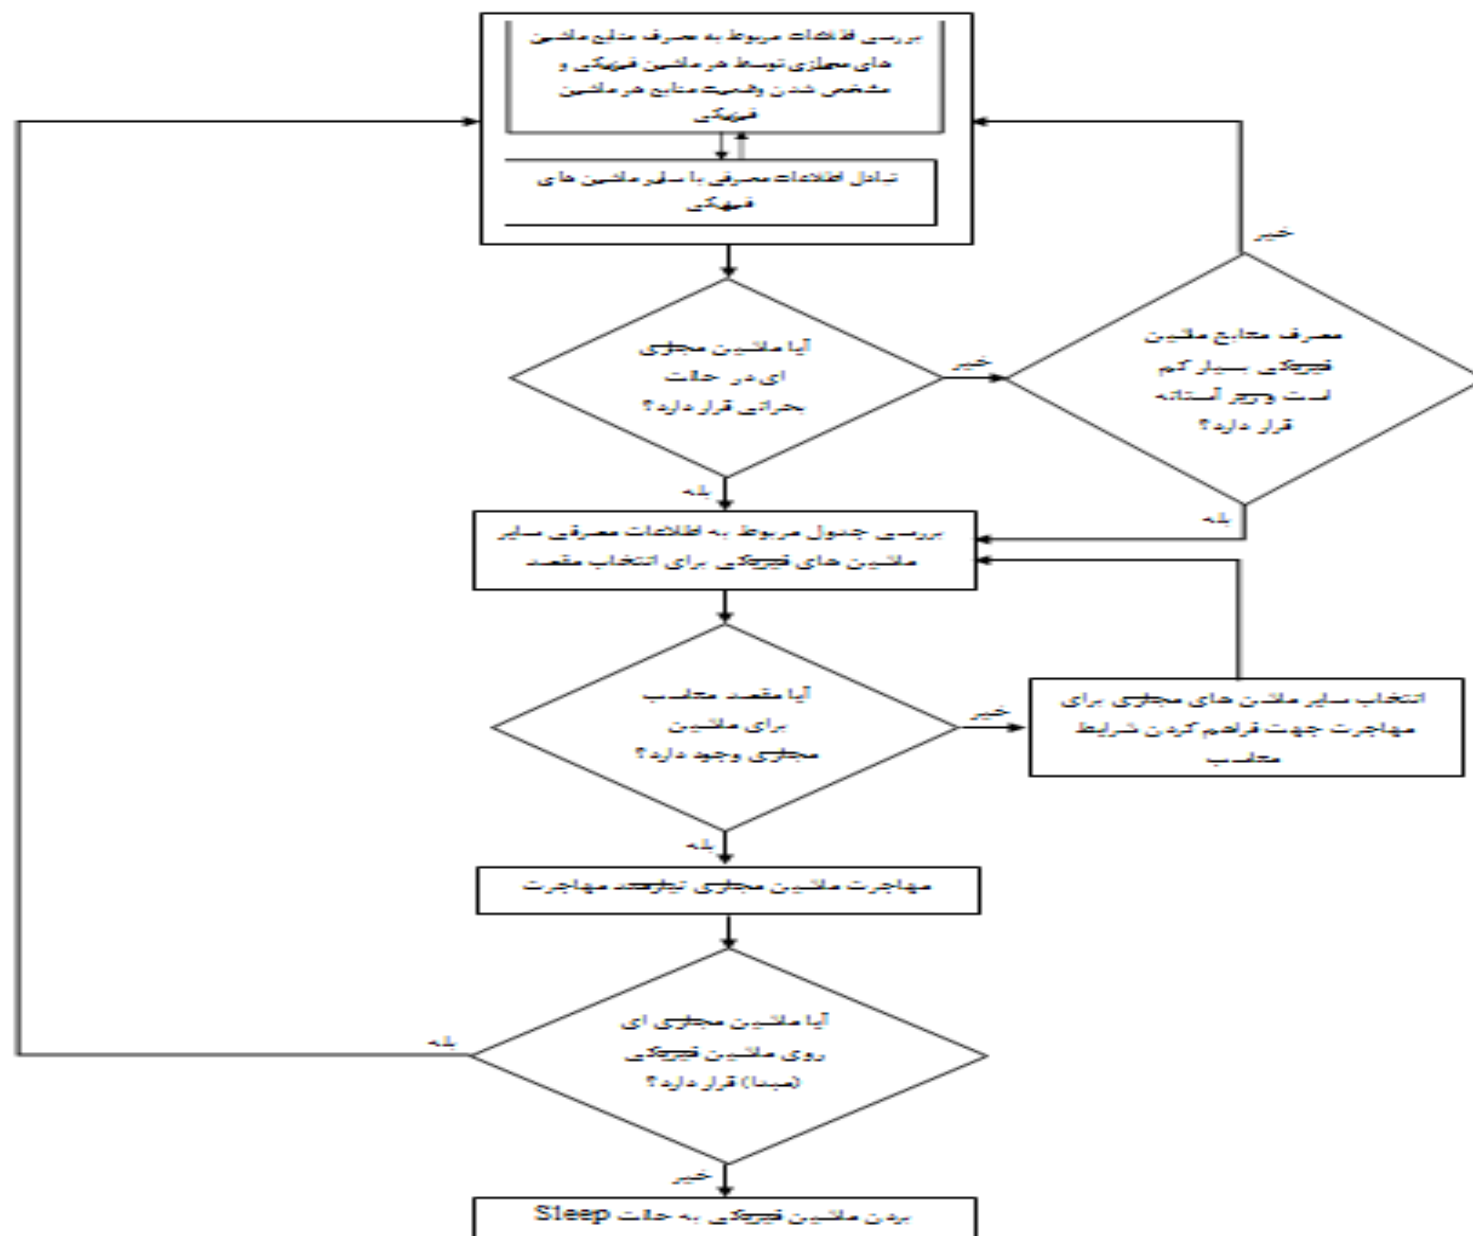 بررسی اطلاعات مربوط به مصرف منابع ماشین
های مجازی توسط هر ماشین فیزیکی و
مشخص شدن وضعیت منابع هر ماشین
فیزیکی
تبادل اطلاعات مصرفی با سایر ماشین های
فیزیکی
آیا ماشین مجازی
ای در حالت
بحرانی قرار دارد؟
خیر
بله
مصرف منابع ماشین
فیزیکی بسیار کم
است و زیر آستانه
قرار دارد؟
خیر
بله
بررسی جدول مربوط به اطلاعات مصرفی سایر
ماشین های فیزیکی برای انتخاب مقصد
آیا مقصد مناسب
برای ماشین
مجازی وجود دارد؟
خیر
بله
انتخاب سایر ماشن های مجازی برای
مهاجرت جهت فراهم کردن شرایط
مناسب
مهاجرت ماشین مجازی نیازمند مهاجرت
آیا ماشین مجازی ای
روی ماشین فیزیکی
(مبدا) قرار دارد؟
بله
خیر
بردن ماشین فیزیکی به حالت Sleep